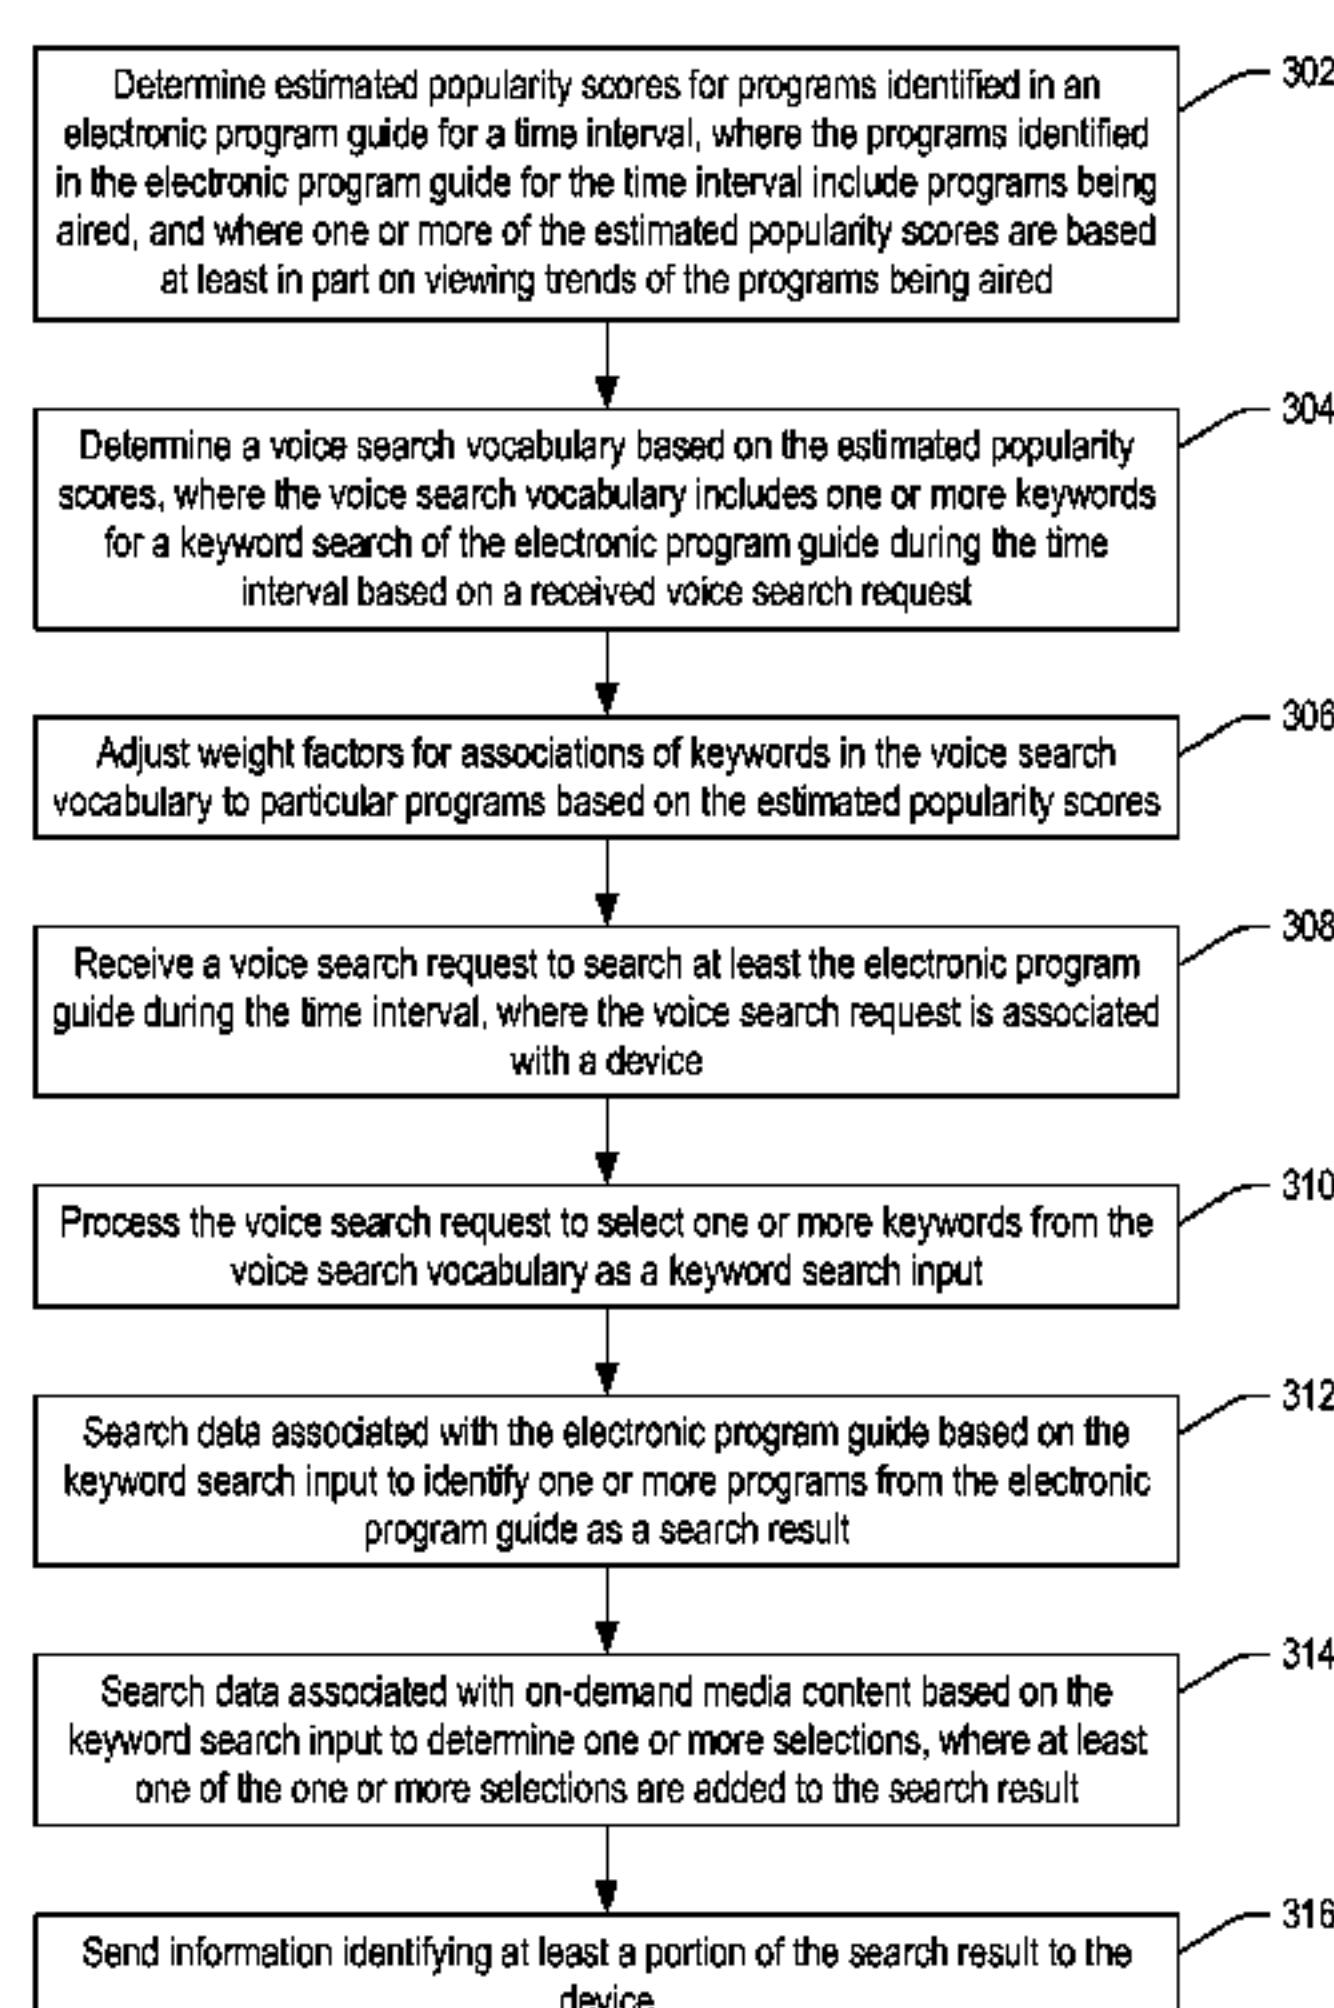 Determine estimated popularity scores for programs identified in an
302
electronic program guide for a time interval, where the programs identified
in the electronic program guide for the time interval include programs being
aired, and where one or more of the estimated popularity scores are based
at least in part on viewing trends of the programs being aired
304
Determine a voice search vocabulary based on the estimated popularity
scores, where the voice search vocabulary includes one or more keywords
for a keyword search of the electronic program guide during the time
interval based on a received voice search request
306
Adjust weight factors for associations of keywords in the voice search
vocabulary to particular programs based on the estimated popularity scores
308
Receive a voice search request to search at least the electronic program
guide during the time interval, where the voice search request is associated
with a device
310
Process the voice search request to select one or more keywords from the
voice search vocabulary as a keyword search input
312
Search data associated with the electronic program guide based on the
keyword search input to identify one or more programs from the electronic
program guide as a search result
314
Search data associated with on-demand media content based on the
keyword search input to determine one or more selections, where at least
one of the one or more selections are added to the search result
316
Send information identifying at least a portion of the search result to the
device